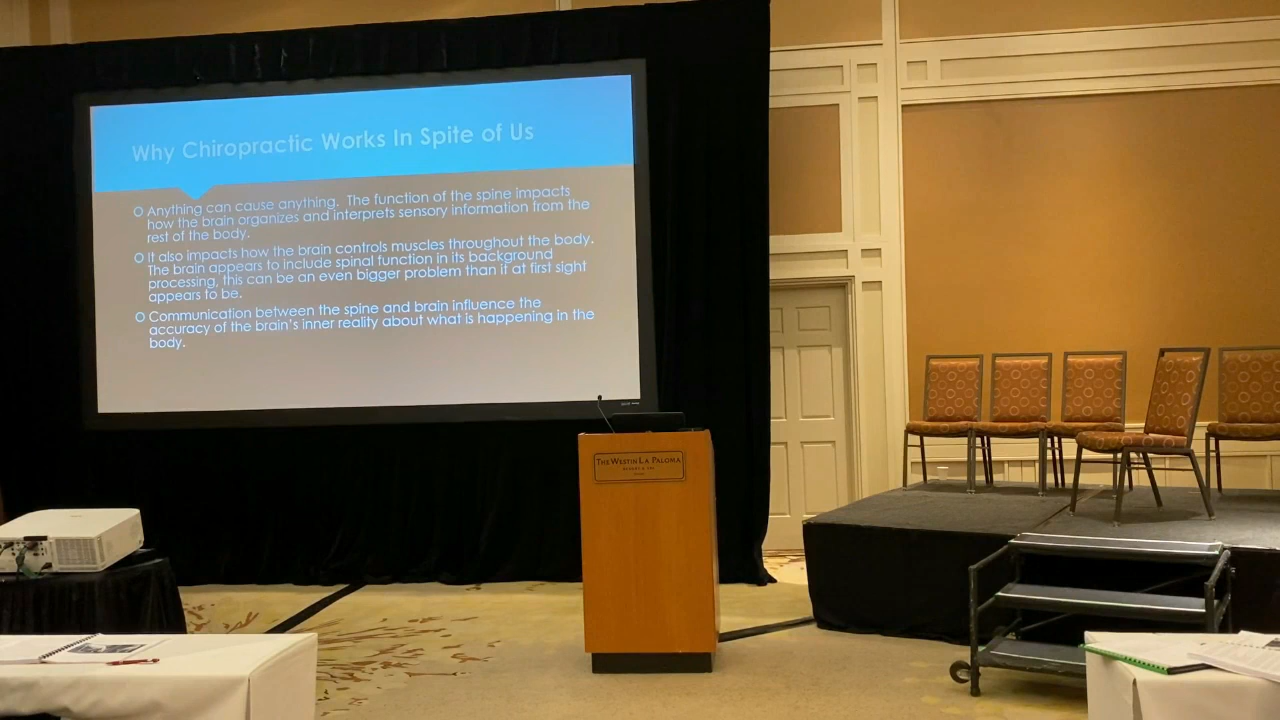 Why Chiropractic Works In Spite of Us
Anything can cause anything. The function of the spine impacts
how the brain organizes and interprets sensory information from the
rest of the body.
It also impacts how the brain controls muscles throughout the body.
The brain appears to include spinal function in its background
processing, this can be an even bigger problem than it at first sight
appears to be.
Communication between the spine and brain influence the
accuracy of the brain's inner reality about what is happening in the
body.
THE WESTIN LA PALOMA
RESORT & SPA